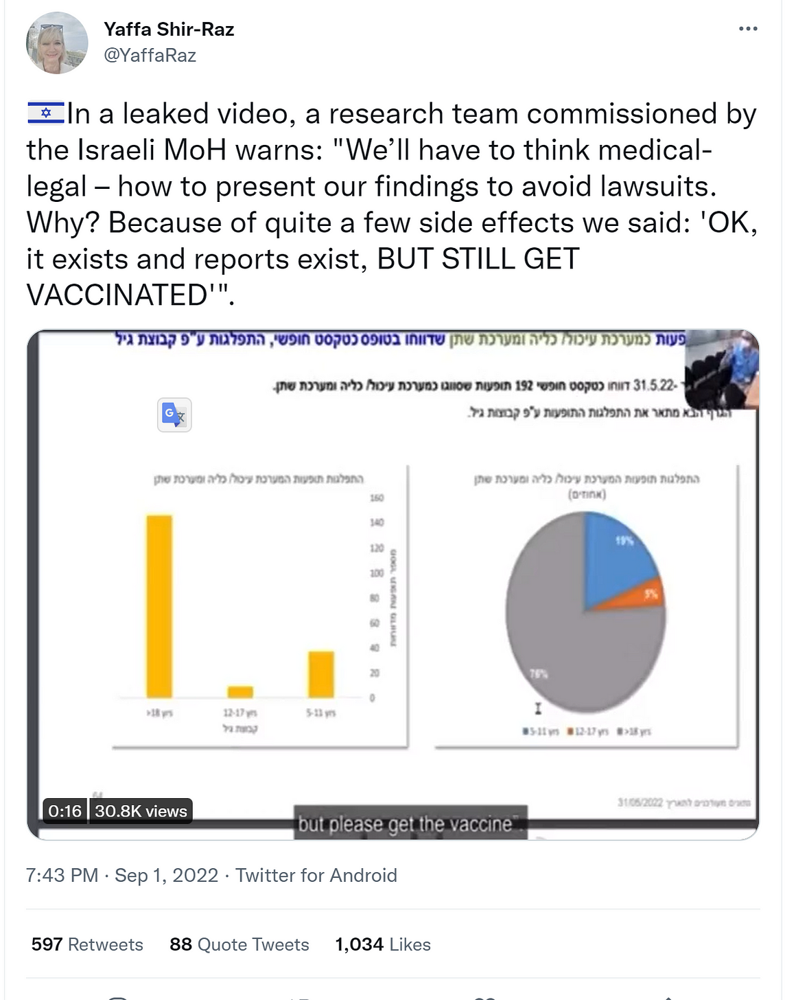 Yaffa Shir-Raz
@YaffaRaz
🇮🇱In a leaked video, a research team commissioned by
the Israeli MoH warns: "We’ll have to think medical-
legal – how to present our findings to avoid lawsuits.
Why? Because of quite a few side effects we said: 'OK,
it exists and reports exist, BUT STILL GET
VACCINATED'".
פעות כמערכת עיכול/ כליה ומערכת שתן שדווחו בטופס כטקסט חופשי, התפלגות ע"פ קבוצת גיל
-31.5.22 דווחו כטקסט חופשי 192 תופעות שסווגו כמערכת עיכול/ כליה ומערכת שתן.
הגרף הבא מתאר את התפלגות התופעות ע"פ קבוצות גיל.
התפלגות תופעות המערכת עיכול/ כליה ומערכת שתן
(אחוזים)
19%
5%
76%
5-11 yrs 12-17 yrs >18 yrs
התפלגות תופעות המערכת עיכול/ כליה ומערכת שתן
160
140
120
100
80
60
40
20
0
מספר תופעות מדווחות
>18 yrs 12-17 yrs 5-11 yrs
קבוצת גיל
64
נתונים מעודכנים לתאריך 31/05/2022
0:16 30.8K views
but please get the vaccine".
7:43 PM · Sep 1, 2022 · Twitter for Android
597 Retweets 88 Quote Tweets 1,034 Likes